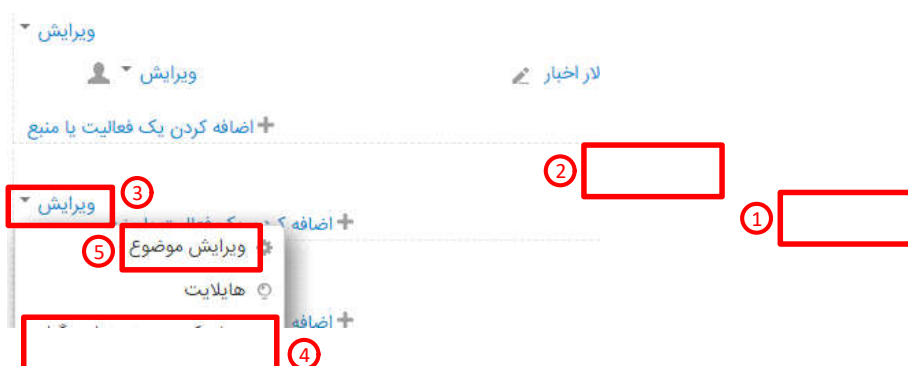 ویرایش
لار اخبار ویرایش
اضافه کردن یک فعالیت یا منبع
2
3 ویرایش
1
اضافه
5 ویرایش موضوع
هایلایت
اضافه
4